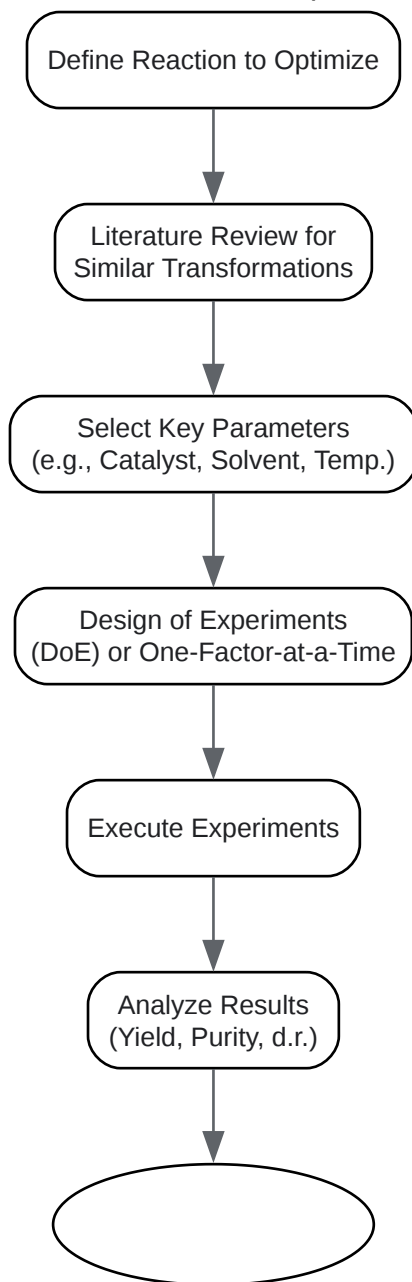 Define Reaction to Optimize
Literature Review for
Similar Transformations
Select Key Parameters
(e.g., Catalyst, Solvent, Temp.)
Design of Experiments
(DoE) or One-Factor-at-a-Time
Execute Experiments
Analyze Results
(Yield, Purity, d.r.)